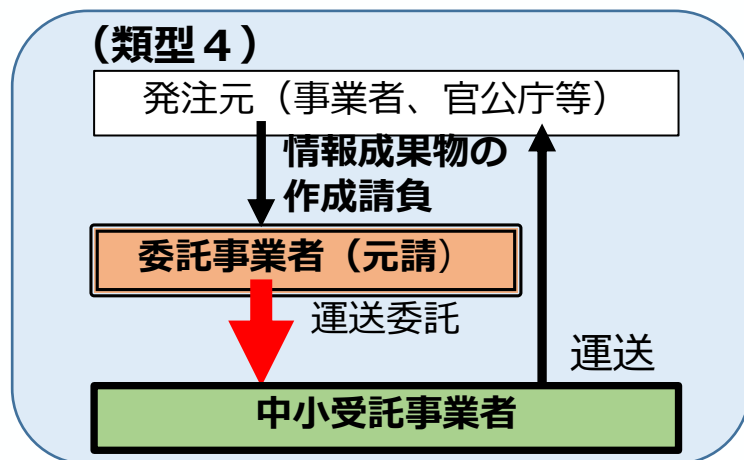 （類型４）
発注元（事業者、官公庁等）
情報成果物の
作成請負
委託事業者（元請）
運送委託
運送
中小受託事業者